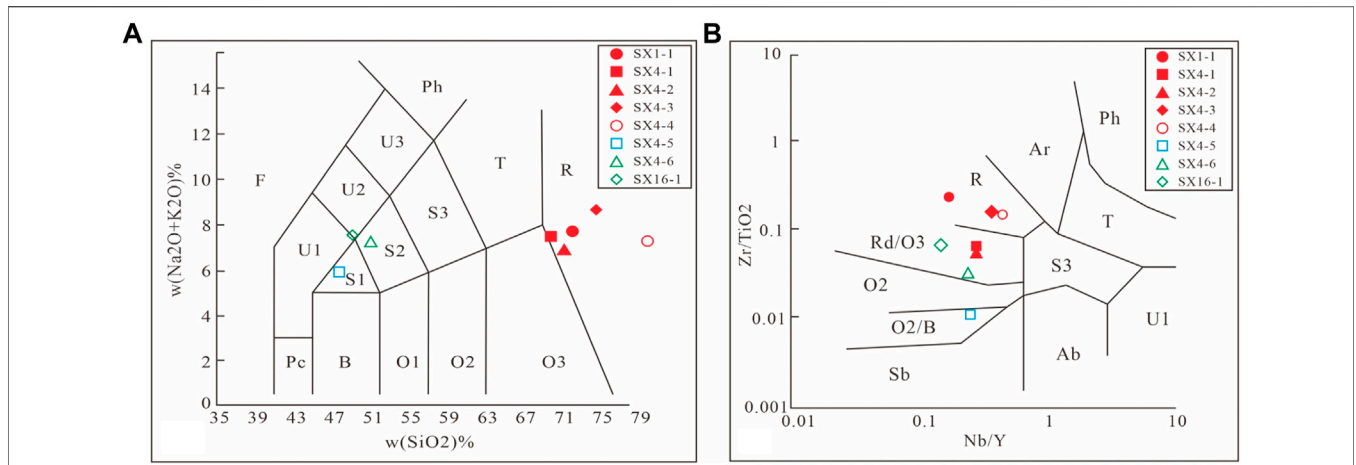 A
w(Na2O+K2O)%
14
12
10
8
6
4
2
0
35
39
43
47
51
55
59
63
67
71
75
79
w(SiO2)%
F
Ph
U3
U2
U1
S3
S2
S1
T
R
Pc
B
O1
O2
O3
SX1-1
SX4-1
SX4-2
SX4-3
SX4-4
SX4-5
SX4-6
SX16-1
B
Zr/TiO2
10
1
0.1
0.01
0.001
0.01
0.1
1
10
Nb/Y
Ph
Ar
R
T
Rd/O3
S3
O2
U1
O2/B
Ab
Sb
SX1-1
SX4-1
SX4-2
SX4-3
SX4-4
SX4-5
SX4-6
SX16-1